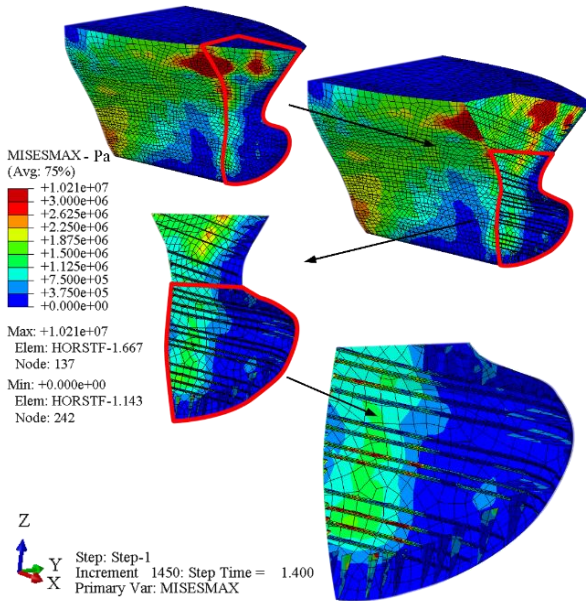 MISESMAX - Pa
(Avg: 75%)
+1.021e+07
+3.000e+06
+2.625e+06
+2.250e+06
+1.875e+06
+1.500e+06
+1.125e+06
+7.500e+05
+3.750e+05
+0.000e+00
Max: +1.021e+07
Elem: HORSTF-1.667
Node: 137
Min: +0.000e+00
Elem: HORSTF-1.143
Node: 242
Z
Y
X
Step: Step-1
Increment 1450: Step Time = 1.400
Primary Var: MISESMAX